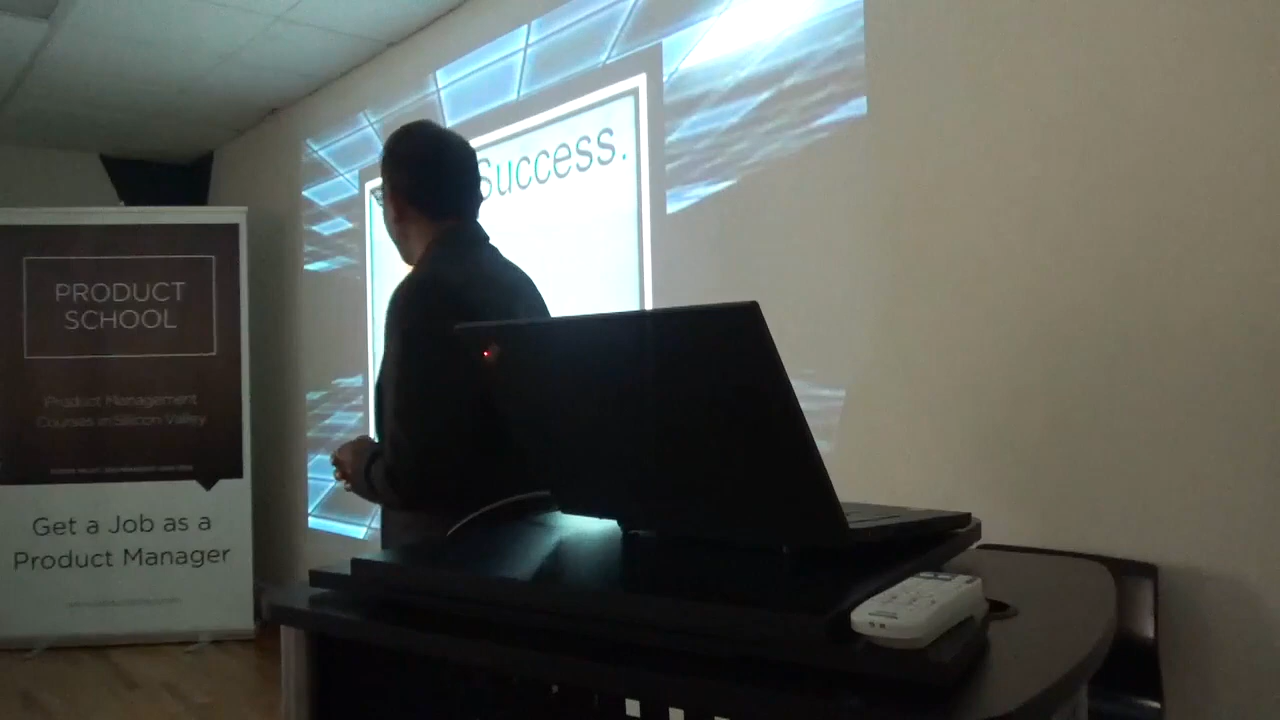 Success.
PRODUCT
SCHOOL
Product Management
Courses in Silicon Valley
Get a Job as a
Product Manager